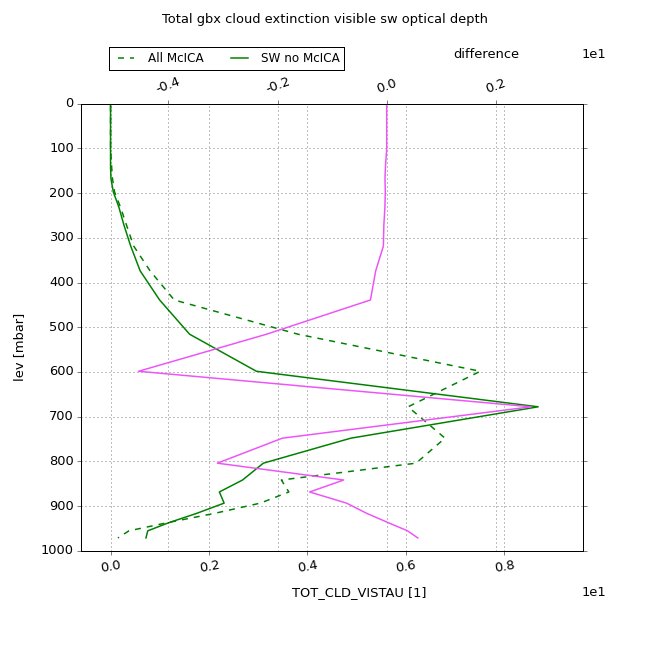 Total gbx cloud extinction visible sw optical depth
All McICA
SW no McICA
difference
1e1
-0.4
-0.2
0.0
0.2
0
100
200
300
400
500
600
700
800
900
1000
lev [mbar]
0.0
0.2
0.4
0.6
0.8
TOT_CLD_VISTAU [1]
1e1